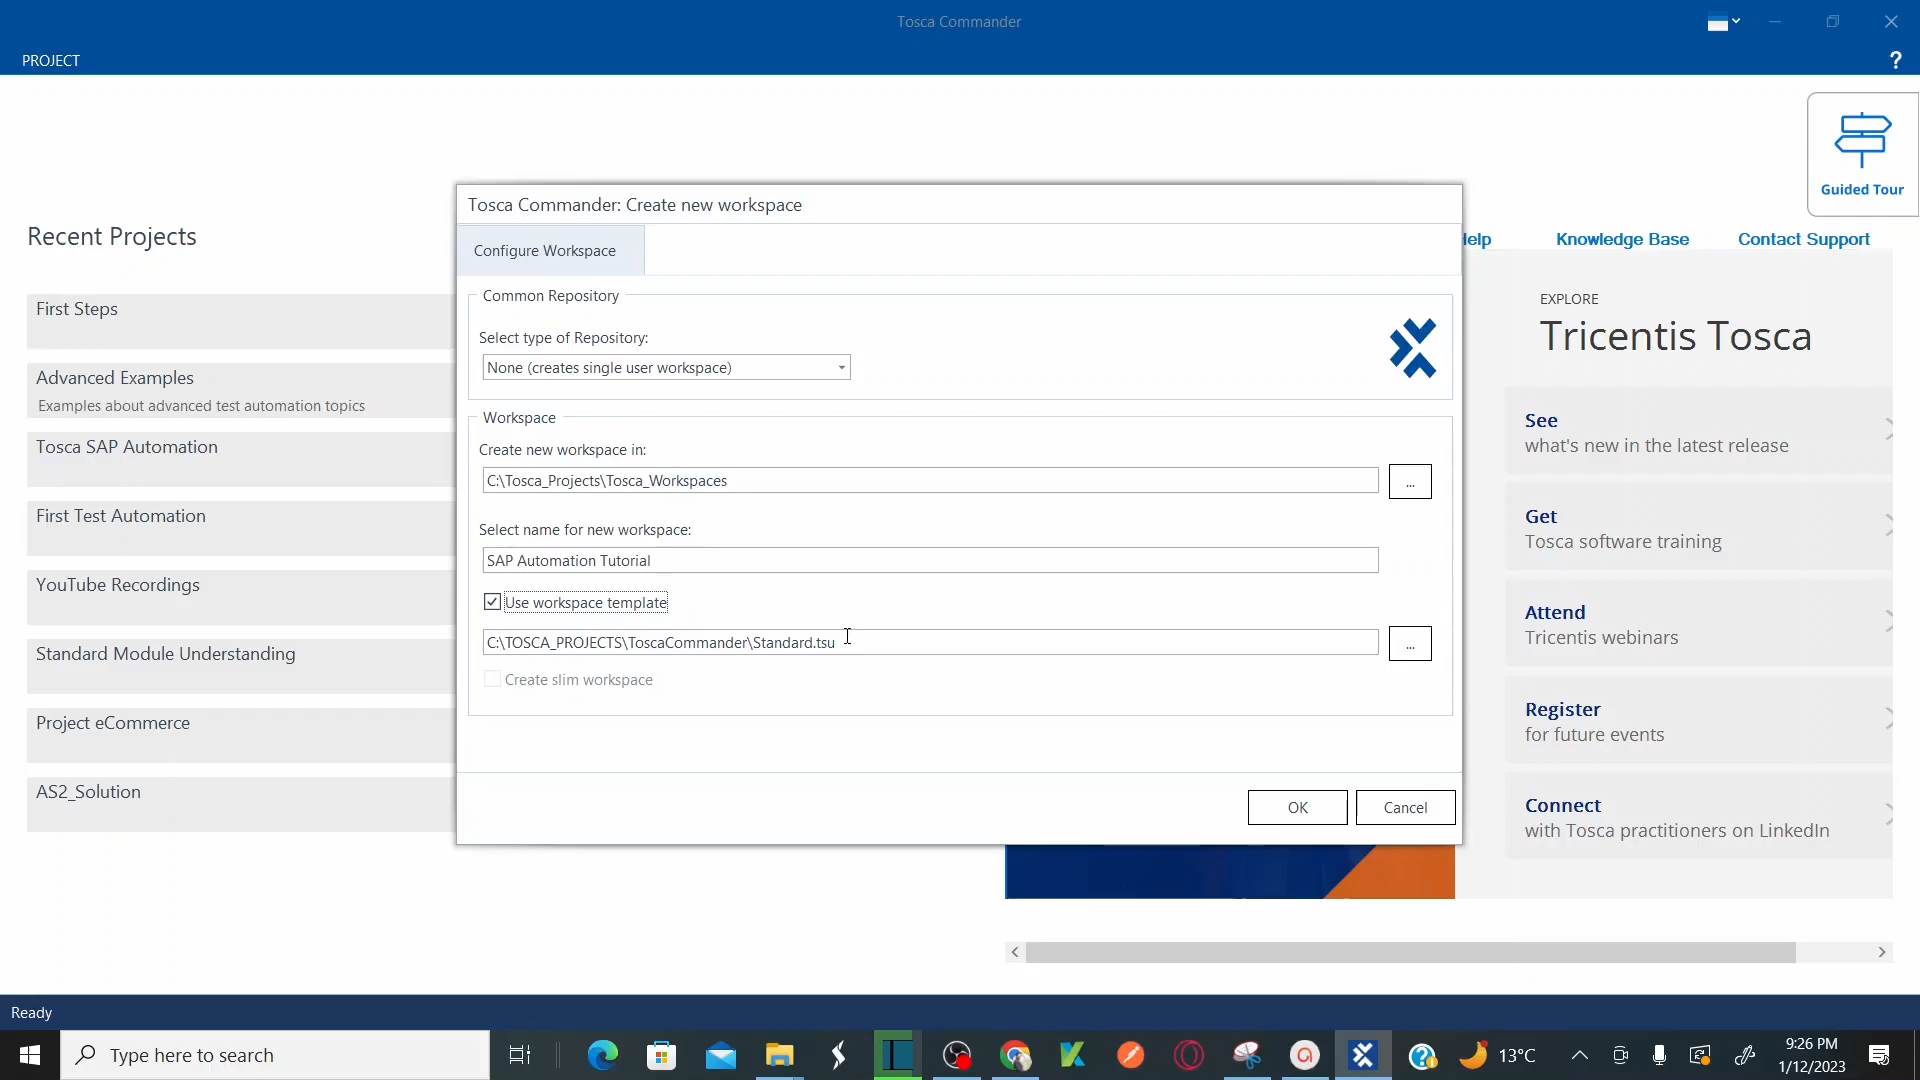 Tosca Commander
PROJECT
?
Guided Tour
Recent Projects
elp
Knowledge Base
Contact Support
First Steps
Advanced Examples
Examples about advanced test automation topics
Tosca SAP Automation
First Test Automation
YouTube Recordings
Standard Module Understanding
Project eCommerce
AS2_Solution
Tosca Commander: Create new workspace
Configure Workspace
Common Repository
Select type of Repository:
None (creates single user workspace)
Workspace
Create new workspace in:
C:\Tosca_Projects\Tosca_Workspaces
...
Select name for new workspace:
SAP Automation Tutorial
Use workspace template
C:\TOSCA_PROJECTS\ToscaCommander\Standard.tsu
...
Create slim workspace
OK
Cancel
EXPLORE
Tricentis Tosca
See
what's new in the latest release
Get
Tosca software training
Attend
Tricentis webinars
Register
for future events
Connect
with Tosca practitioners on LinkedIn
Ready
Type here to search
13°C
9:26 PM
1/12/2023